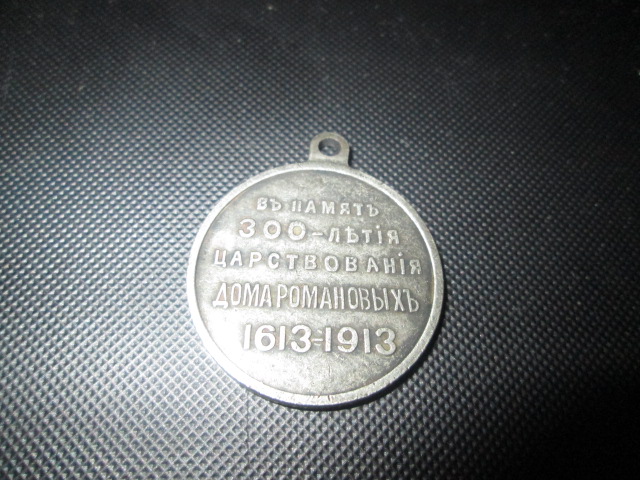 ВЪ ПАМЯТЬ
300-ЛѢТІЯ
ЦАРСТВОВАНІЯ
ДОМА РОМАНОВЫХЪ
1613-1913